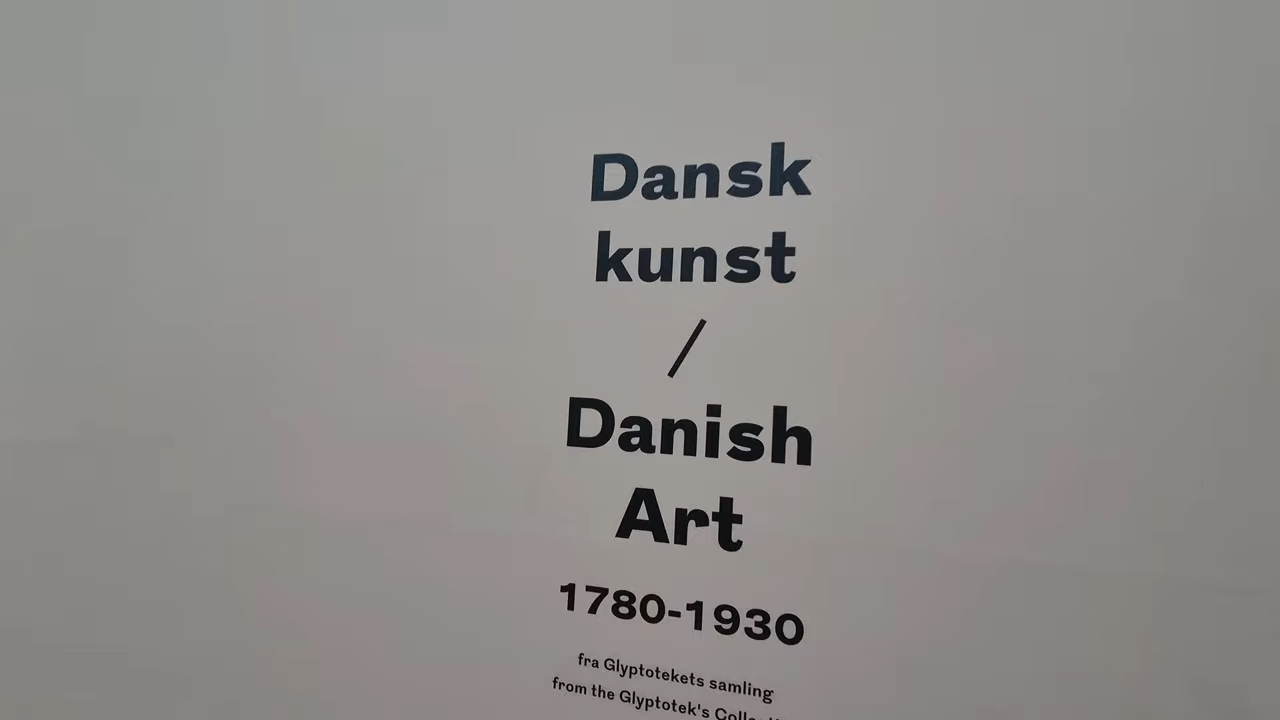 Dansk
kunst
/
Danish
Art
1780-1930
fra Glyptotekets samling
from the Glyptotek's